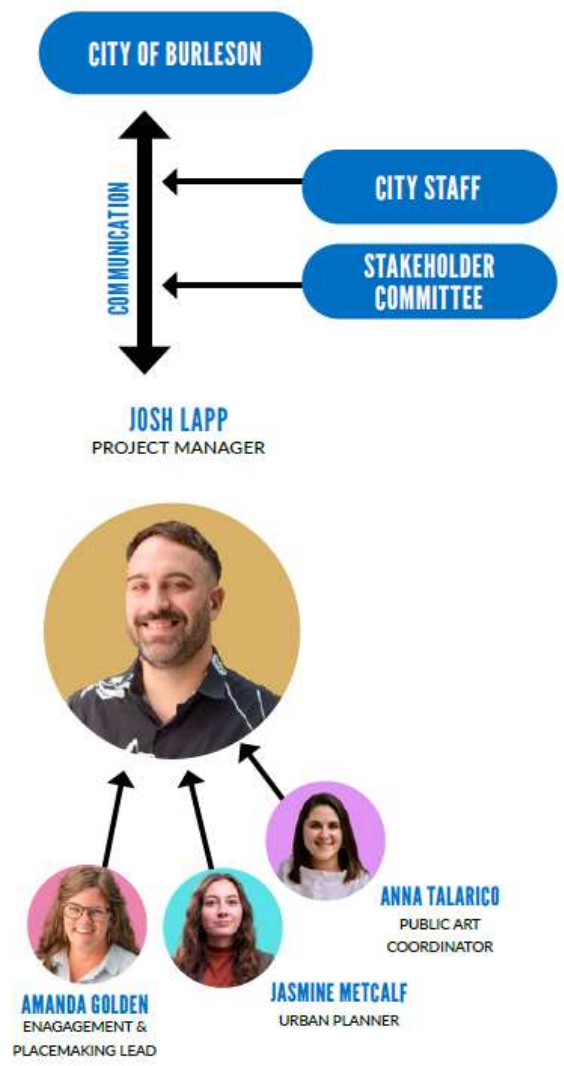 CITY OF BURLESON
COMMUNICATION
CITY STAFF
STAKEHOLDER
COMMITTEE
JOSH LAPP
PROJECT MANAGER
ANNA TALARICO
PUBLIC ART
COORDINATOR
JASMINE METCALF
URBAN PLANNER
AMANDA GOLDEN
ENAGAGEMENT &
PLACEMAKING LEAD